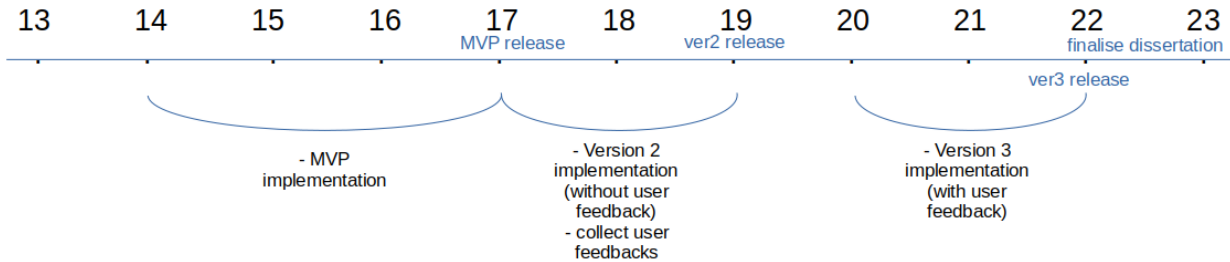 13 14 15 16 17 18 19 20 21 22 23
MVP release
ver2 release
finalise dissertation
ver3 release
- MVP
implementation
- Version 2
implementation
(without user
feedback)
- collect user
feedbacks
- Version 3
implementation
(with user
feedback)